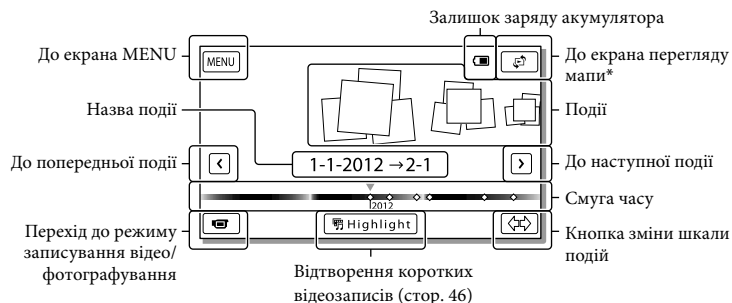 Залишок заряду акумулятора
До екрана MENU
MENU
До екрана перегляду
мапи*
Назва події
Події
До попередньої події
1-1-2012 →2-1
До наступної події
2012
Смуга часу
Перехід до режиму
записування відео/
фотографування
Highlight
Кнопка зміни шкали
подій
Відтворення коротких
відеозаписів (стор. 46)